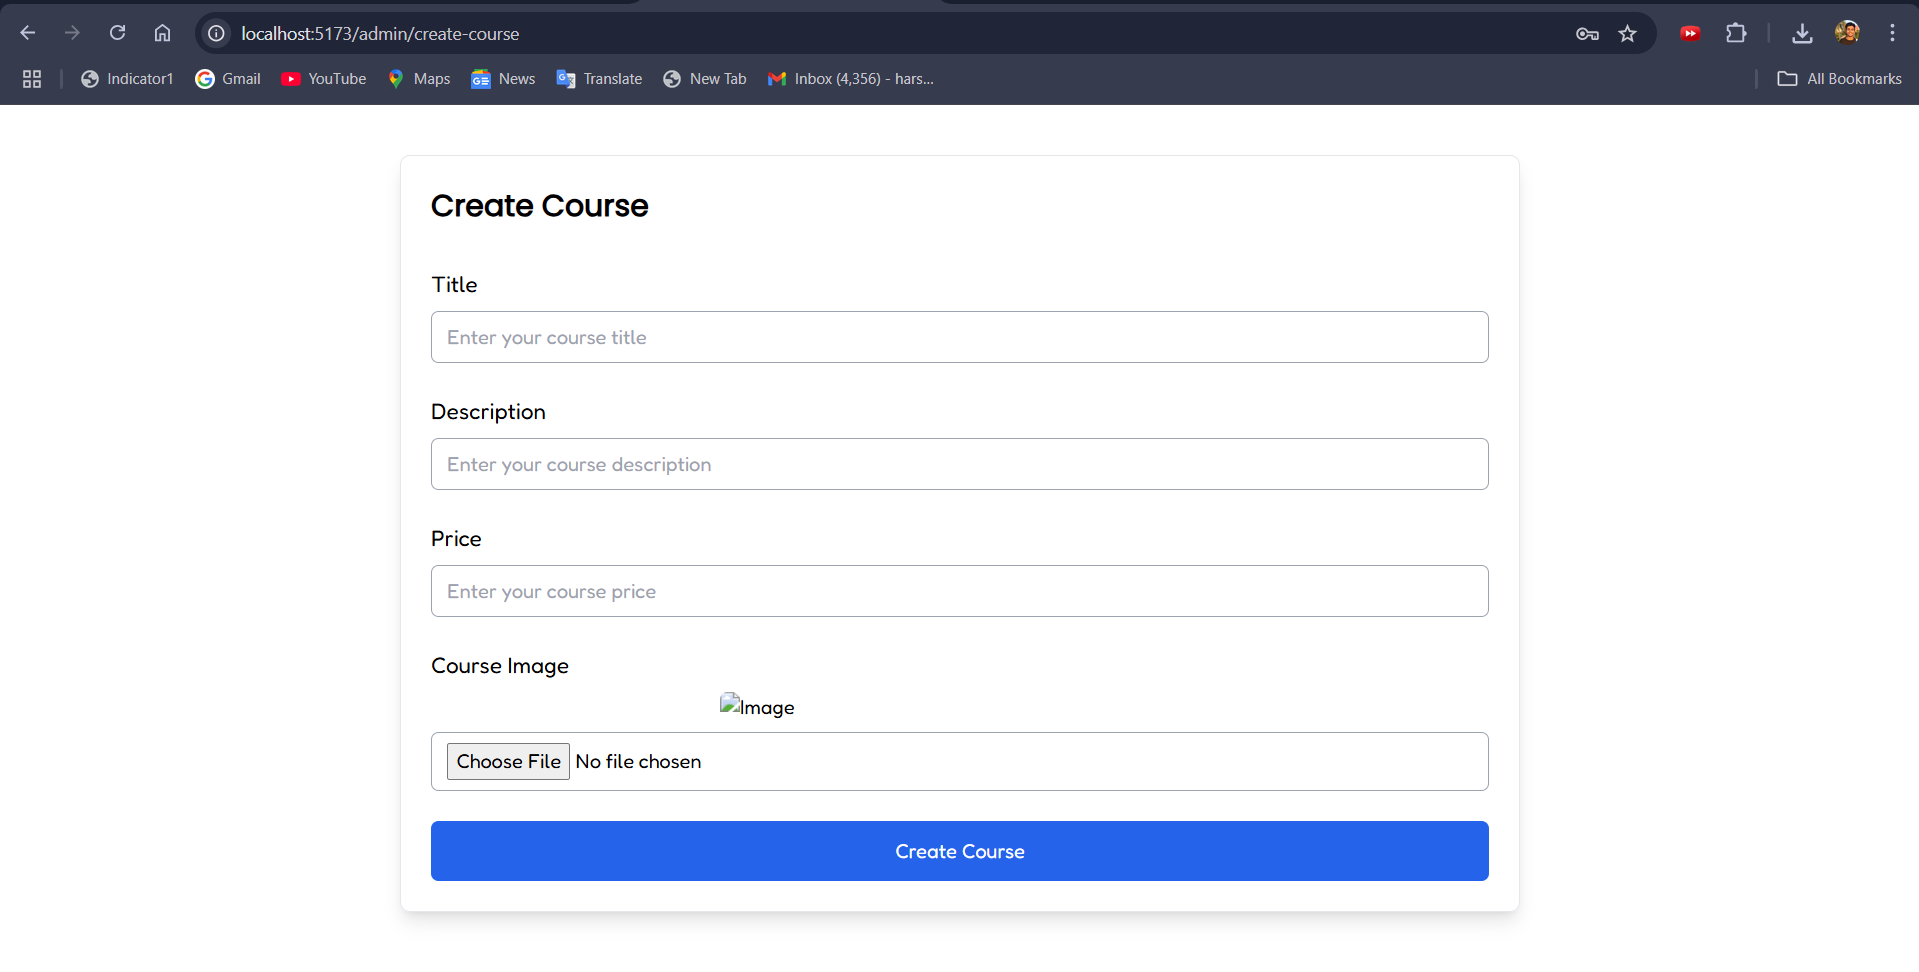 localhost:5173/admin/create-course
Indicator1 Gmail YouTube Maps News Translate New Tab Inbox (4,356) - hars... All Bookmarks
Create Course
Title
Enter your course title
Description
Enter your course description
Price
Enter your course price
Course Image
Image
Choose File No file chosen
Create Course